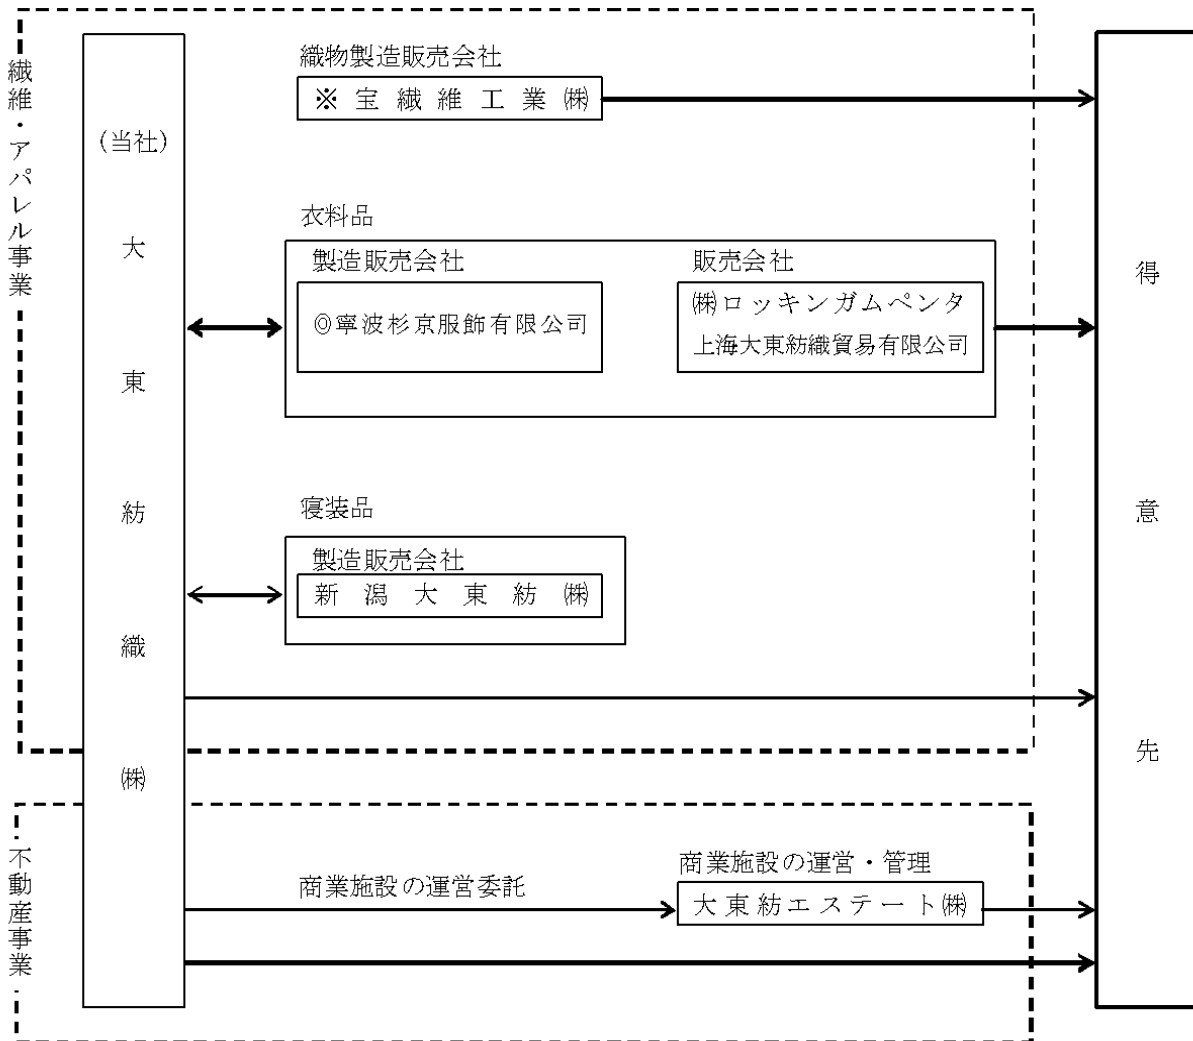 繊維・アパレル事業
(当社)
大東紡織㈱
織物製造販売会社
※宝繊維工業㈱
衣料品
製造販売会社
◎寧波杉京服飾有限公司
販売会社
㈱ロッキンガムペンタ
上海大東紡織貿易有限公司
寝装品
製造販売会社
新潟大東紡㈱
得意先
不動産事業
商業施設の運営委託
商業施設の運営・管理
大東紡エステート㈱